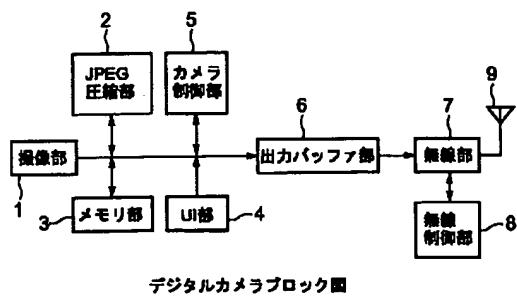 2
5
JPEG
圧縮部
カメラ
制御部
6
7
9
撮像部
出力バッファ部
無線部
1
3
メモリ部
UI部
4
無線
制御部
8
デジタルカメラブロック図